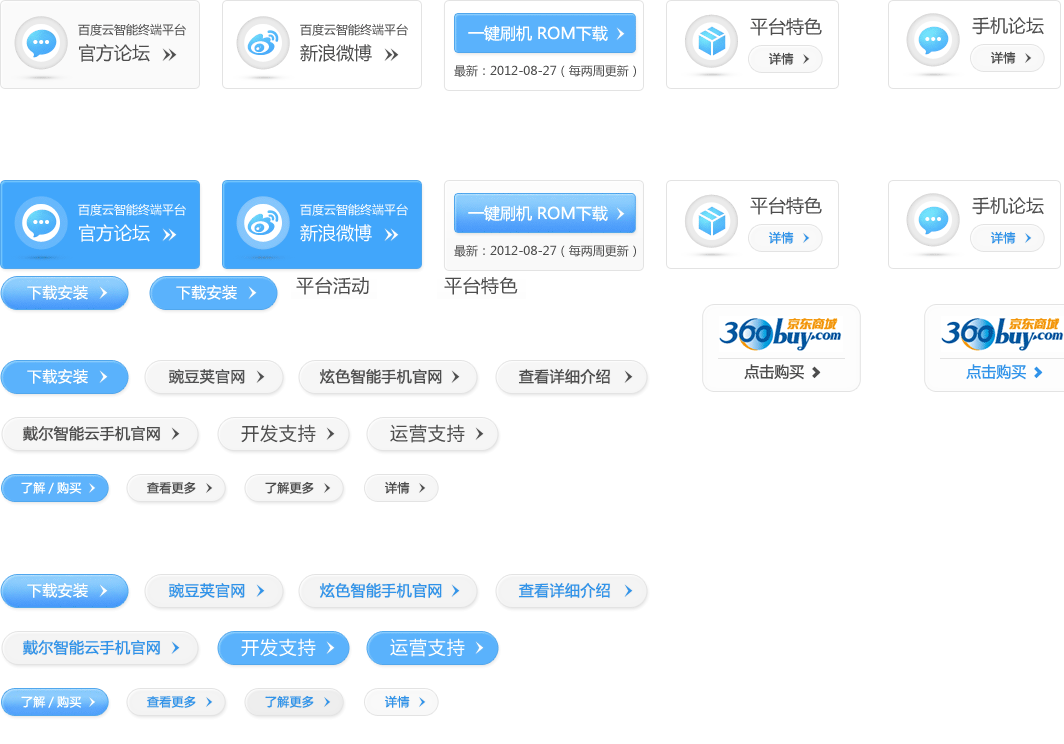 百度云智能终端平台
官方论坛 »
百度云智能终端平台
新浪微博 »
一键刷机 ROM下载
最新：2012-08-27（每两周更新）
平台特色
详情
手机论坛
详情
百度云智能终端平台
官方论坛 »
百度云智能终端平台
新浪微博 »
一键刷机 ROM下载
最新：2012-08-27（每两周更新）
平台特色
详情
手机论坛
详情
下载安装
下载安装
平台活动
平台特色
360buy.com 京东商城
点击购买
360buy.com 京东商城
点击购买
下载安装
豌豆荚官网
炫色智能手机官网
查看详细介绍
戴尔智能云手机官网
开发支持
运营支持
了解 / 购买
查看更多
了解更多
详情
下载安装
豌豆荚官网
炫色智能手机官网
查看详细介绍
戴尔智能云手机官网
开发支持
运营支持
了解 / 购买
查看更多
了解更多
详情